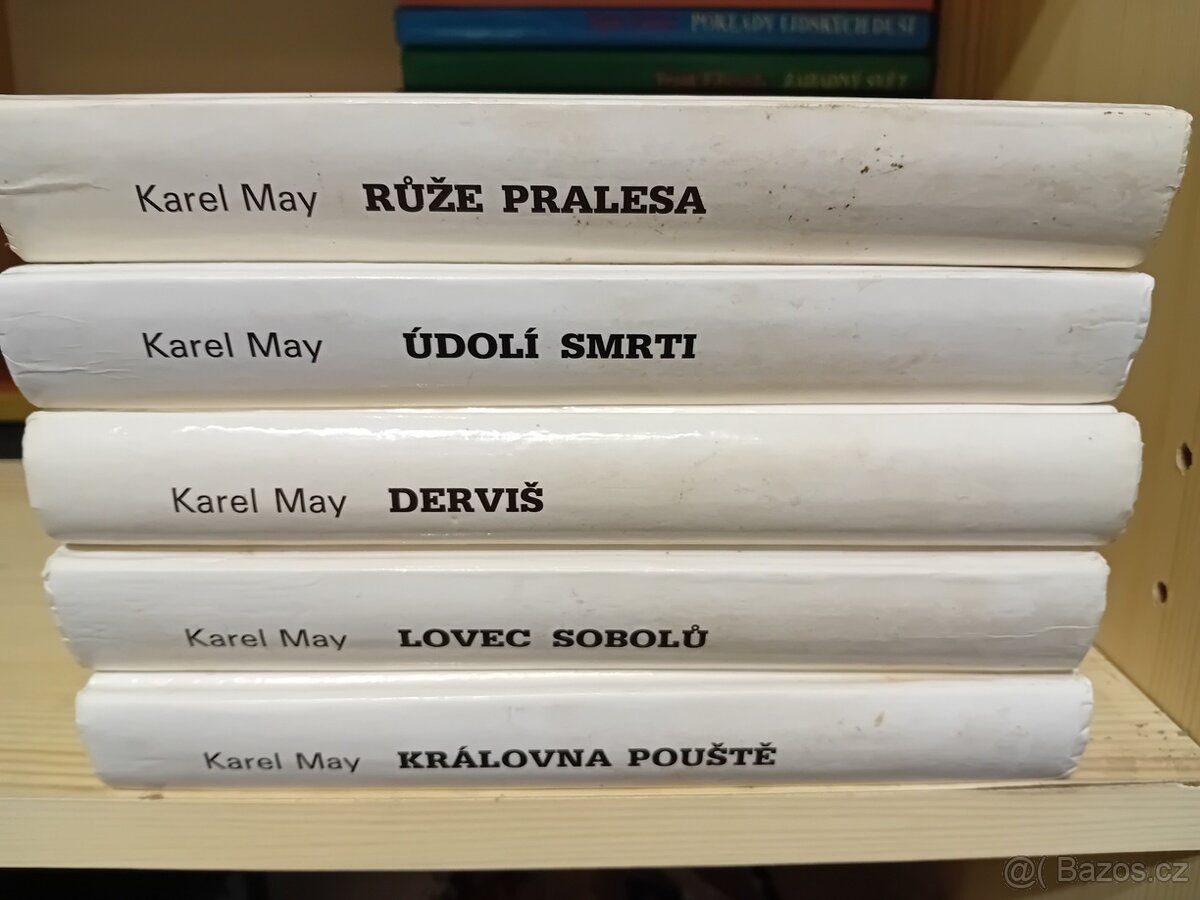 POKLADY LIDSKÝCH DUŠÍ
ZÁHADNÝ SVĚT
Karel May RŮŽE PRALESA
Karel May ÚDOLÍ SMRTI
Karel May DERVIŠ
Karel May LOVEC SOBOLŮ
Karel May KRÁLOVNA POUŠTĚ
@( Bazos.cz